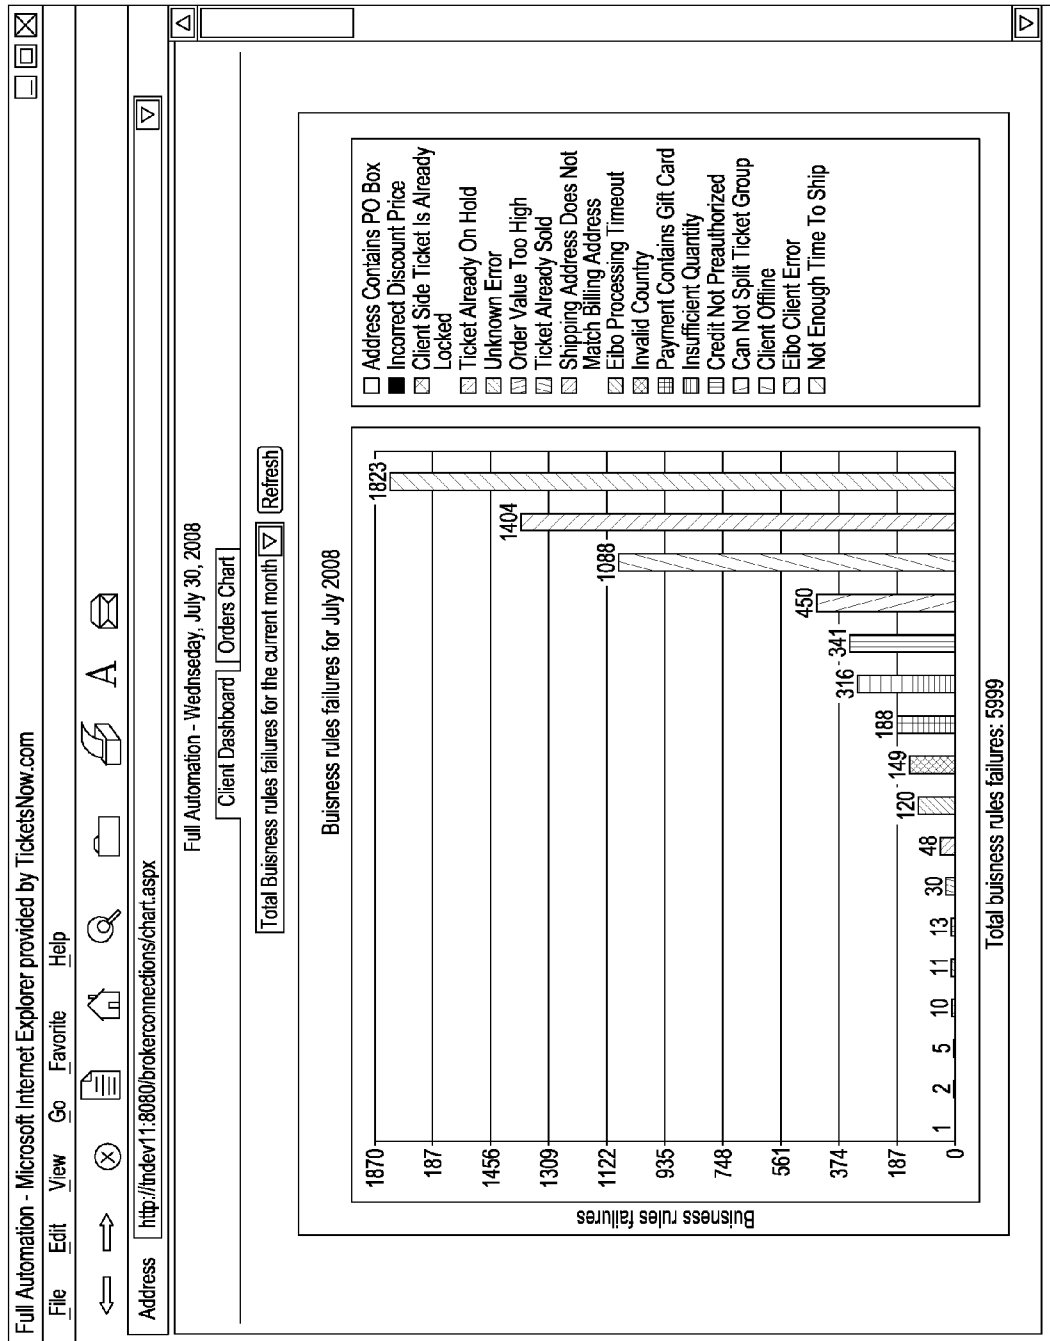 Full Automation - Microsoft Internet Explorer provided by TicketsNow.com
File Edit View Go Favorite Help
A
Address http://tndev11:8080/brokerconnections/chart.aspx
Full Automation - Wednseday, July 30, 2008
Client Dashboard Orders Chart
Total Buisness rules failures for the current month Refresh
Buisness rules failures for July 2008
Buisness rules failures
1870
187
1456
1309
1122
935
748
561
374
187
0
1
2
5
10
11
13
30
48
120
149
188
316
341
450
1088
1404
1823
Total buisness rules failures: 5999
Address Contains PO Box
Incorrect Discount Price
Client Side Ticket Is Already
Locked
Ticket Already On Hold
Unknown Error
Order Value Too High
Ticket Already Sold
Shipping Address Does Not
Match Billing Address
Eibo Processing Timeout
Invalid Country
Payment Contains Gift Card
Insufficient Quantity
Credit Not Preauthorized
Can Not Split Ticket Group
Client Offline
Eibo Client Error
Not Enough Time To Ship